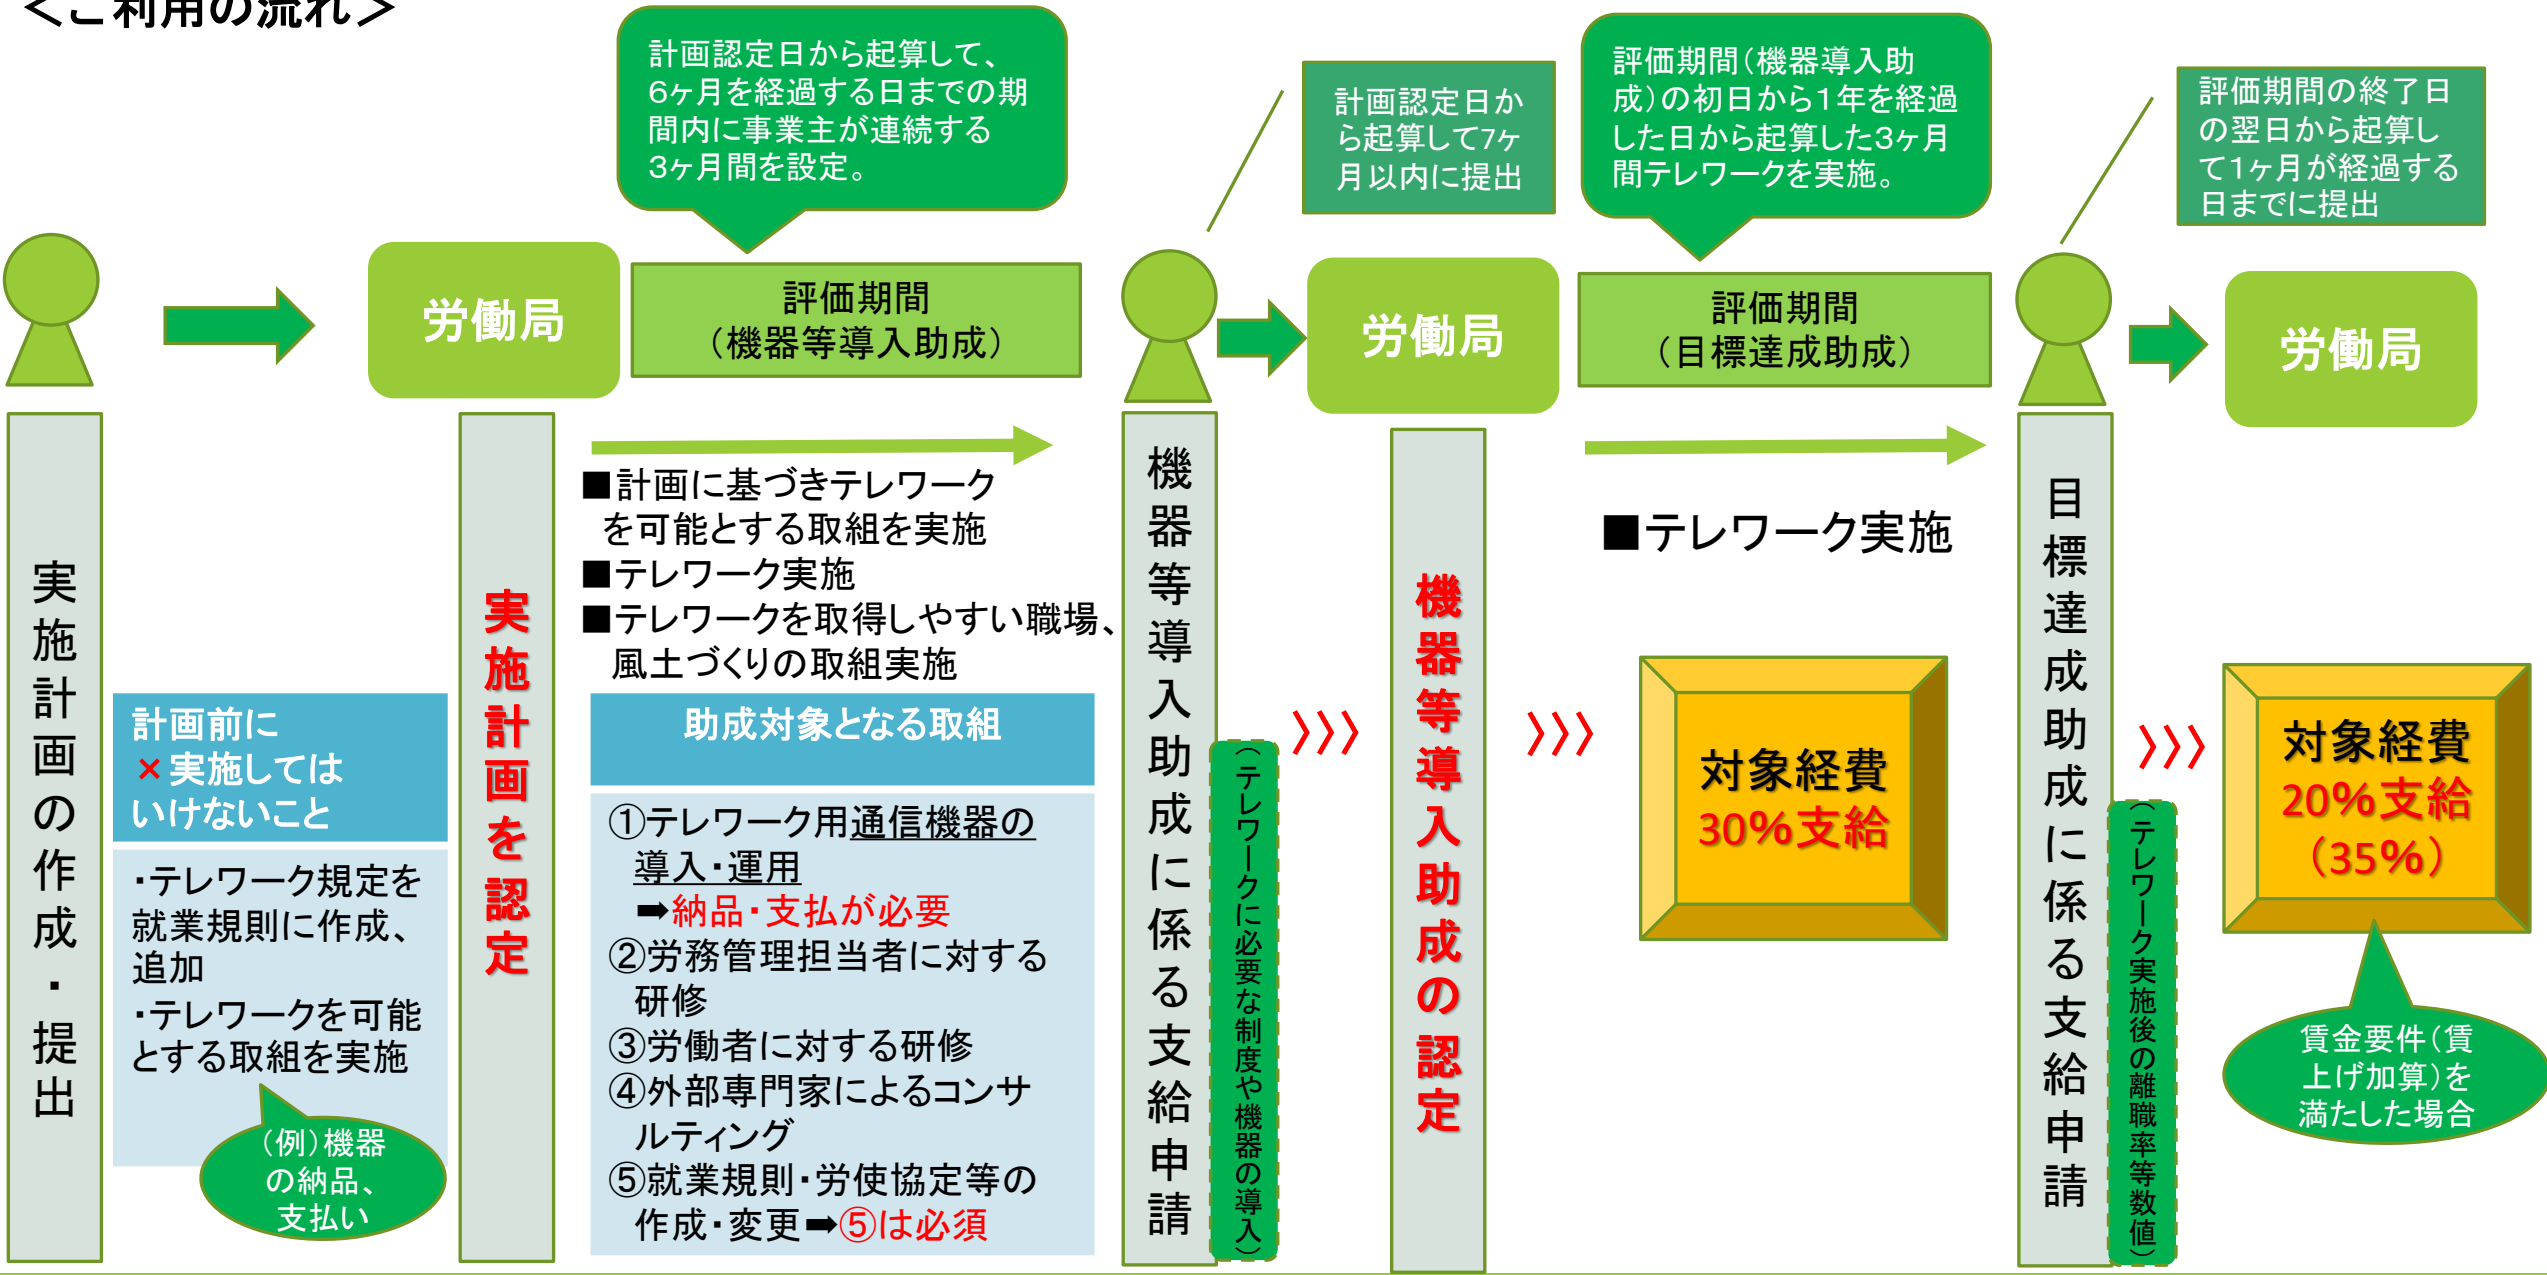 ＜ご利用の流れ＞
計画認定日から起算して、
6ヶ月を経過する日までの期
間内に事業主が連続する
3ヶ月間を設定。
計画認定日か
ら起算して7ヶ
月以内に提出
評価期間（機器導入助
成）の初日から1年を経過
した日から起算した3ヶ月
間テレワークを実施。
評価期間の終了日
の翌日から起算し
て1ヶ月が経過する
日までに提出
労働局
評価期間
（機器等導入助成）
労働局
評価期間
（目標達成助成）
労働局
実施計画の作成・提出
計画前に
×実施しては
いけないこと
・テレワーク規定を
就業規則に作成、
追加
・テレワークを可能
とする取組を実施
（例）機器
の納品、
支払い
実施計画を認定
■計画に基づきテレワーク
を可能とする取組を実施
■テレワーク実施
■テレワークを取得しやすい職場、
風土づくりの取組実施
助成対象となる取組
①テレワーク用通信機器の
導入・運用
➡納品・支払が必要
②労務管理担当者に対する
研修
③労働者に対する研修
④外部専門家によるコンサ
ルティング
⑤就業規則・労使協定等の
作成・変更➡⑤は必須
機器等導入助成に係る支給申請
（テレワークに必要な制度や機器の導入）
機器等導入助成の認定
■テレワーク実施
対象経費
30%支給
目標達成助成に係る支給申請
（テレワーク実施後の離職率等数値）
対象経費
20%支給
（35%）
賃金要件（賃
上げ加算）を
満たした場合